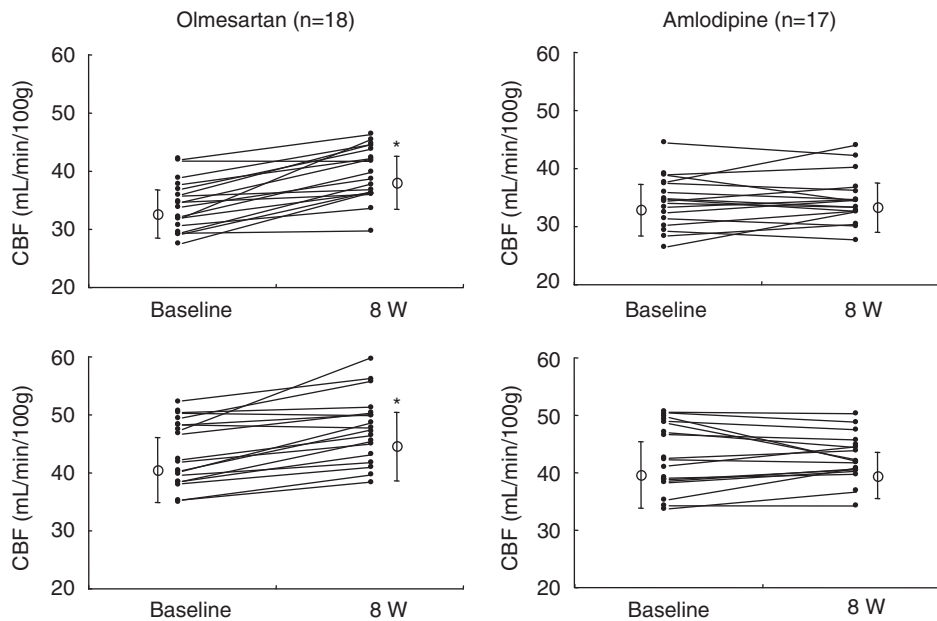 Olmesartan (n=18)
Amlodipine (n=17)
CBF (mL/min/100g)
60
50
40
30
20
*
Baseline
8 W
CBF (mL/min/100g)
60
50
40
30
20
Baseline
8 W
CBF (mL/min/100g)
60
50
40
30
20
*
Baseline
8 W
CBF (mL/min/100g)
60
50
40
30
20
Baseline
8 W